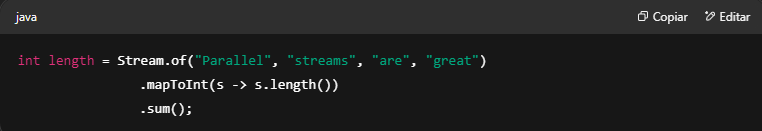 java
Copiar
Editar
int length = Stream.of("Parallel", "streams", "are", "great")
.mapToInt(s -> s.length())
.sum();